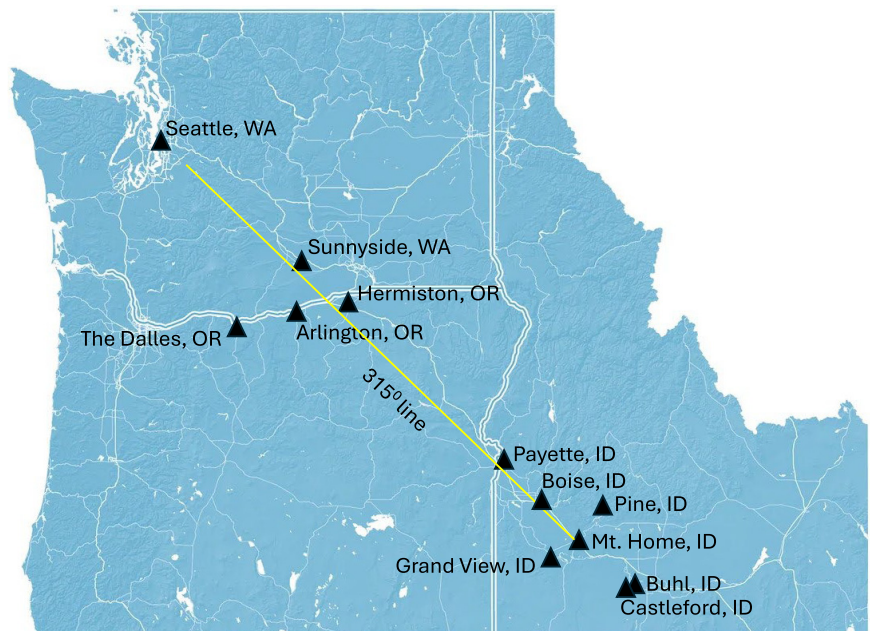 Seattle, WA
Sunnyside, WA
Hermiston, OR
The Dalles, OR
Arlington, OR
315⁰ line
Payette, ID
Boise, ID
Pine, ID
Mt. Home, ID
Grand View, ID
Buhl, ID
Castleford, ID